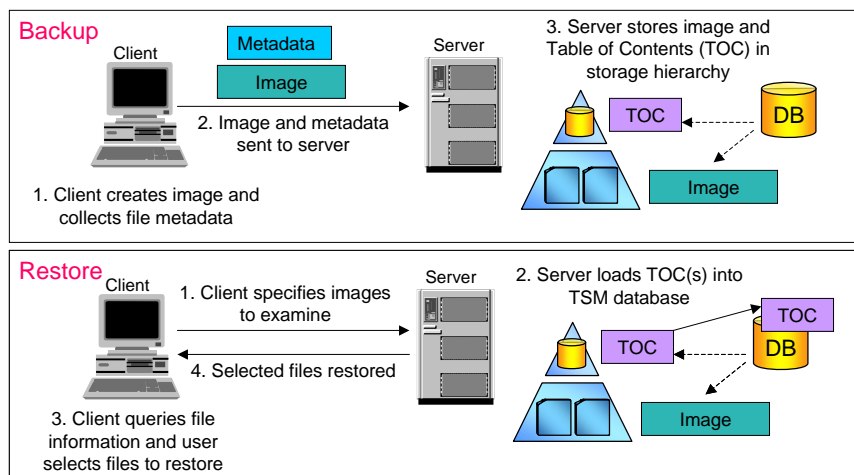 Backup
Client
Metadata
Image
Server
2. Image and metadata
sent to server
1. Client creates image and
collects file metadata
3. Server stores image and
Table of Contents (TOC) in
storage hierarchy
TOC
DB
Image
Restore
Client
Server
1. Client specifies images
to examine
4. Selected files restored
3. Client queries file
information and user
selects files to restore
2. Server loads TOC(s) into
TSM database
TOC
TOC
DB
Image